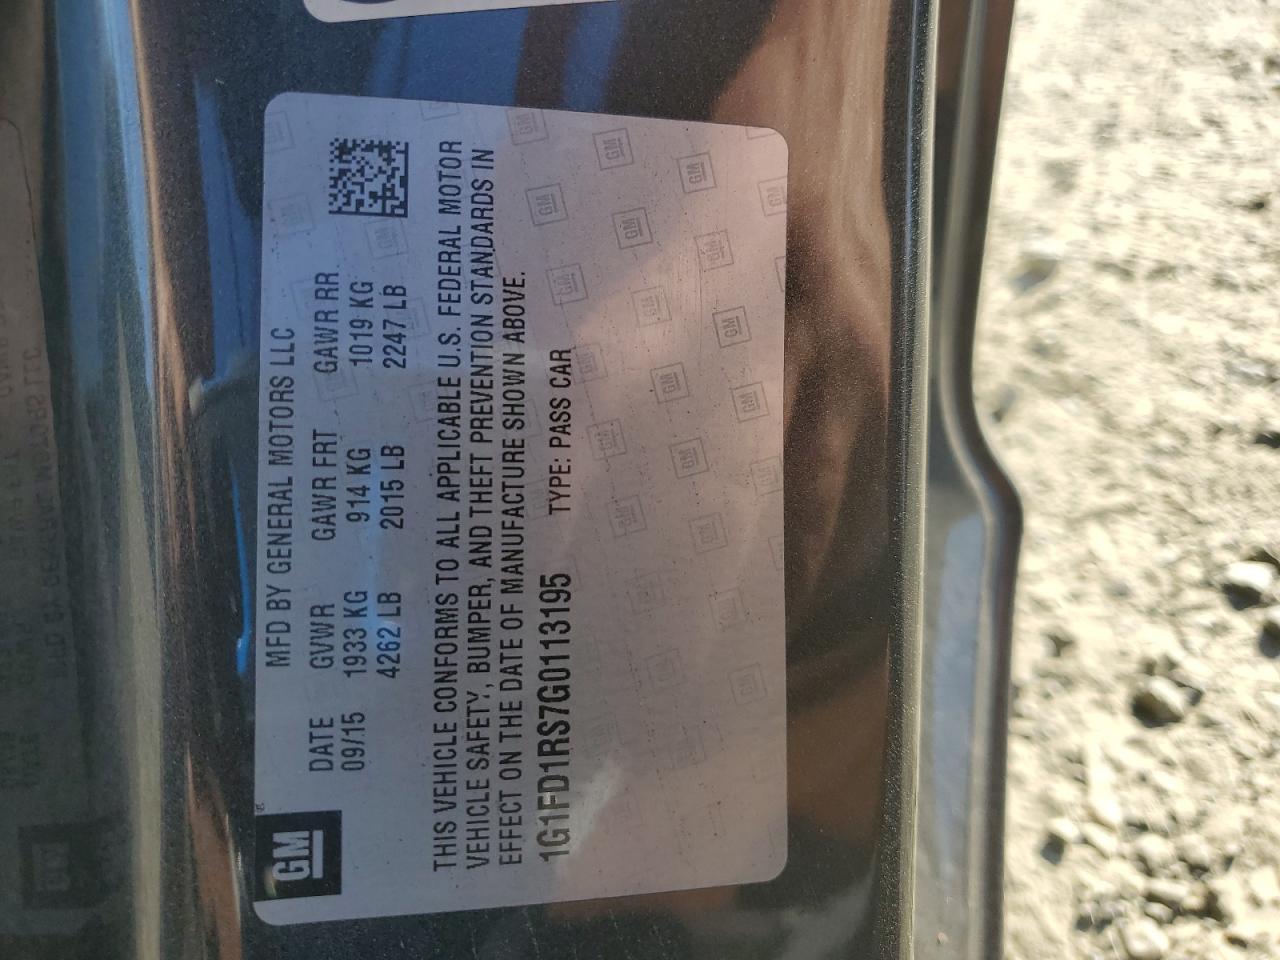 GM
MFD BY GENERAL MOTORS LLC
DATE GVWR GAWR FRT GAWR RR
09/15 1933 KG 914 KG 1019 KG
4262 LB 2015 LB 2247 LB
THIS VEHICLE CONFORMS TO ALL APPLICABLE U.S. FEDERAL MOTOR
VEHICLE SAFETY, BUMPER, AND THEFT PREVENTION STANDARDS IN
EFFECT ON THE DATE OF MANUFACTURE SHOWN ABOVE.
1G1FD1RS7G0113195 TYPE: PASS CAR